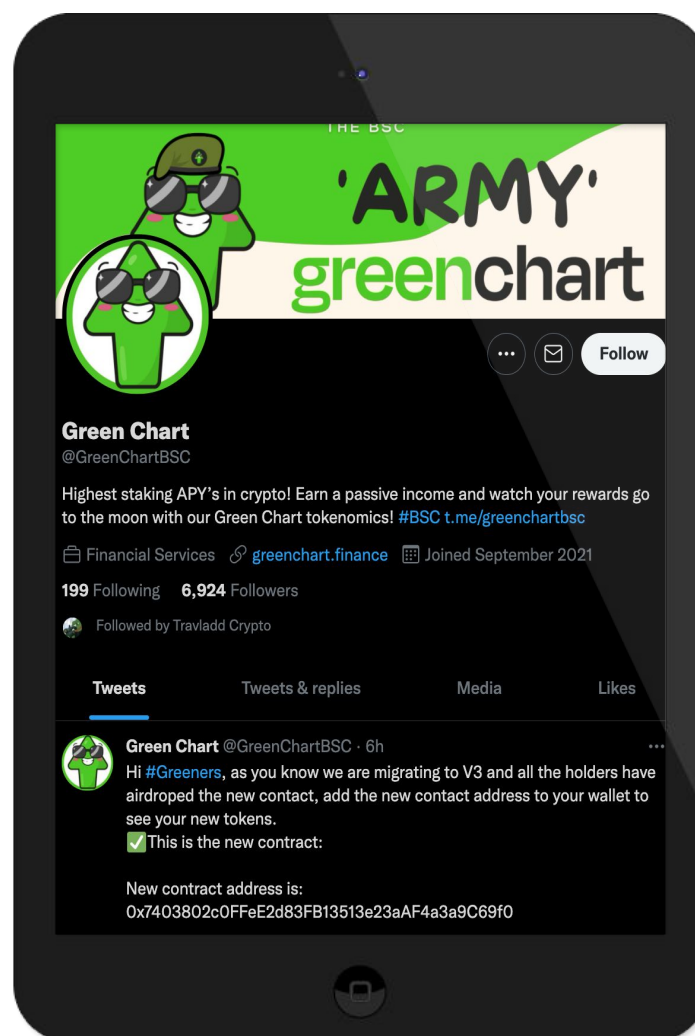 THE BSC
'ARMY'
greenchart
Follow
Green Chart
@GreenChartBSC
Highest staking APY's in crypto! Earn a passive income and watch your rewards go
to the moon with our Green Chart tokenomics! #BSC t.me/greenchartbsc
Financial Services greenchart.finance Joined September 2021
199 Following 6,924 Followers
Followed by Travladd Crypto
Tweets Tweets & replies Media Likes
Green Chart @GreenChartBSC · 6h
Hi #Greeners, as you know we are migrating to V3 and all the holders have
airdroped the new contact, add the new contact address to your wallet to
see your new tokens.
✅This is the new contract:
New contract address is:
0x7403802c0FFeE2d83FB13513e23aAF4a3a9C69f0